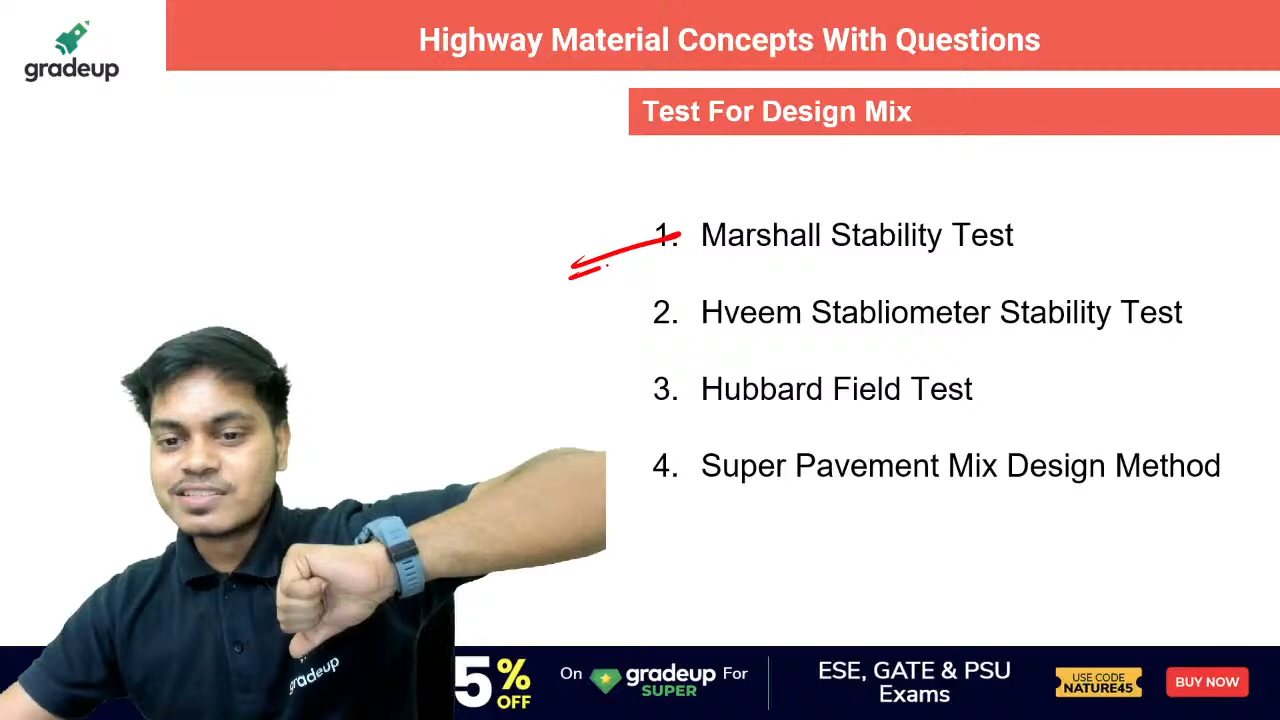 gradeup
Highway Material Concepts With Questions
Test For Design Mix
1. Marshall Stability Test
2. Hveem Stabliometer Stability Test
3. Hubbard Field Test
4. Super Pavement Mix Design Method
gradeup
5% OFF
On gradeup SUPER For
ESE, GATE & PSU
Exams
USE CODE
NATURE45
BUY NOW